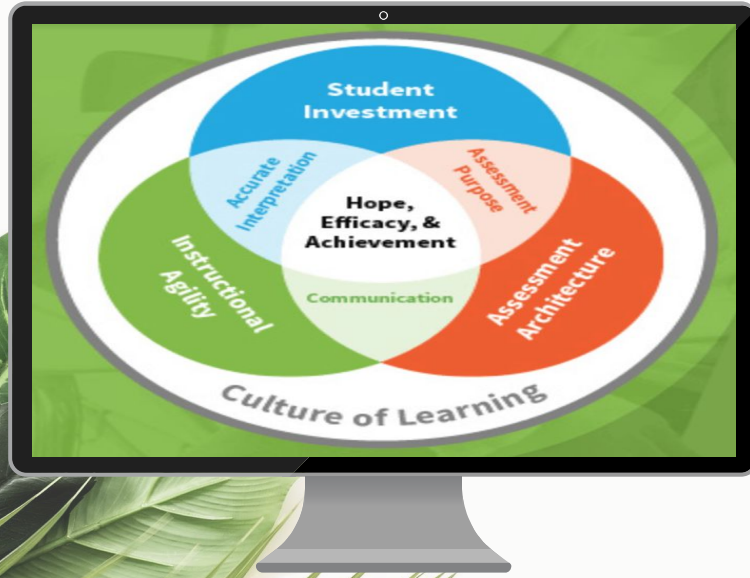 Student
Investment
Accurate
Interpretation
Assessment
Purpose
Hope,
Efficacy, &
Achievement
Instructional
Agility
Communication
Assessment
Architecture
Culture of Learning